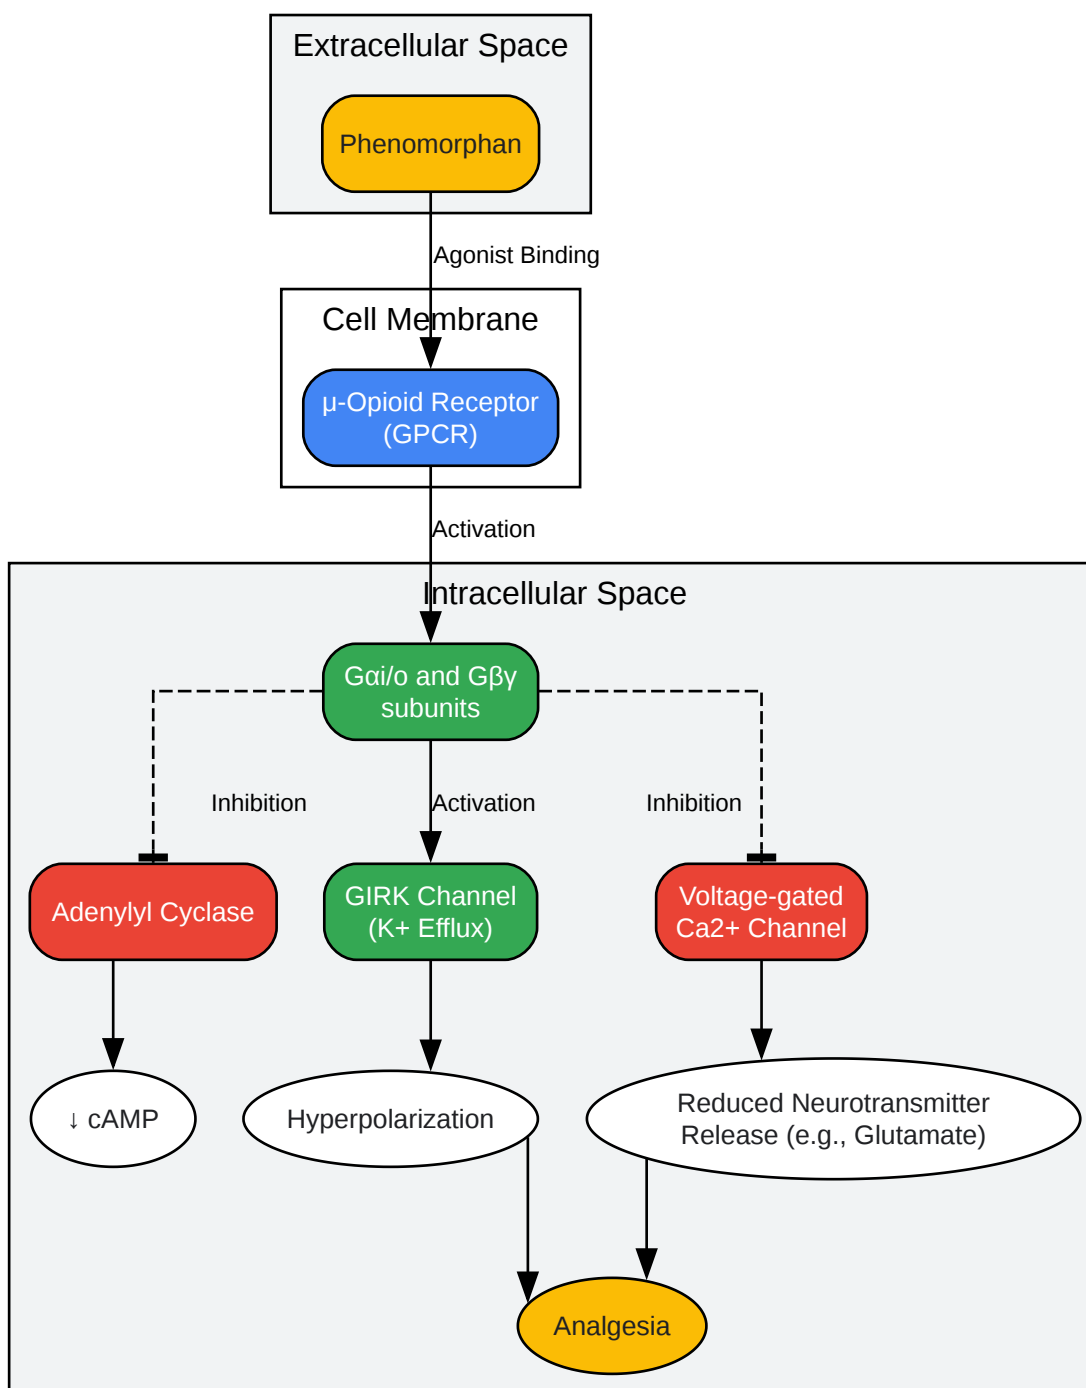 Extracellular Space
Phenomorphan
Agonist Binding
Cell Membrane
μ-Opioid Receptor
(GPCR)
Activation
Intracellular Space
Gαi/o and Gβγ
subunits
Inhibition
Activation
Inhibition
Adenylyl Cyclase
GIRK Channel
(K+ Efflux)
Voltage-gated
Ca2+ Channel
↓ cAMP
Hyperpolarization
Reduced Neurotransmitter
Release (e.g., Glutamate)
Analgesia